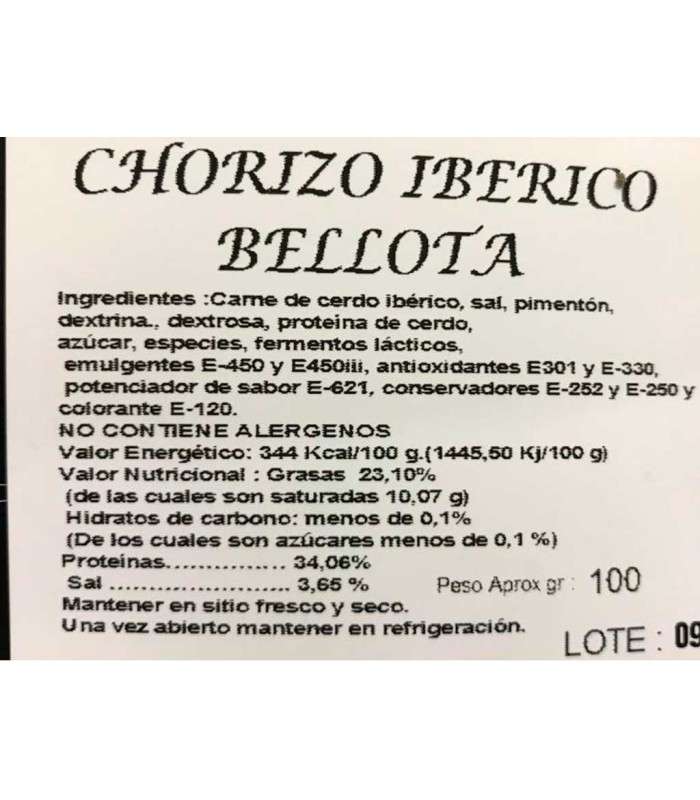 CHORIZO IBERICO
BELLOTA
Ingredientes :Carne de cerdo ibérico, sal, pimentón,
dextrina., dextrosa, proteina de cerdo,
azúcar, especies, fermentos lácticos,
emulgentes E-450 y E450iii, antioxidantes E301 y E-330,
potenciador de sabor E-621, conservadores E-252 y E-250 y
colorante E-120.
NO CONTIENE ALERGENOS
Valor Energético: 344 Kcal/100 g.(1445,50 Kj/100 g)
Valor Nutricional : Grasas 23,10%
(de las cuales son saturadas 10,07 g)
Hidratos de carbono: menos de 0,1%
(De los cuales son azúcares menos de 0,1 %)
Proteinas.............. 34,06%
Sal ........................ 3,65 % Peso Aprox gr : 100
Mantener en sitio fresco y seco.
Una vez abierto mantener en refrigeración.
LOTE : 09